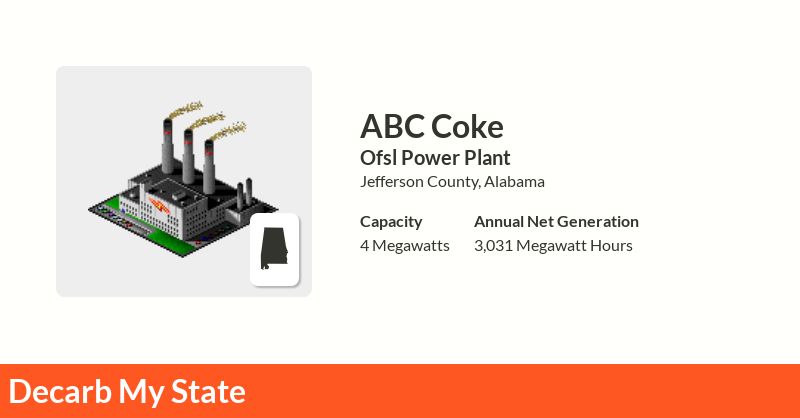 ABC Coke
Ofsl Power Plant
Jefferson County, Alabama
Capacity
Annual Net Generation
4 Megawatts
3,031 Megawatt Hours
Decarb My State